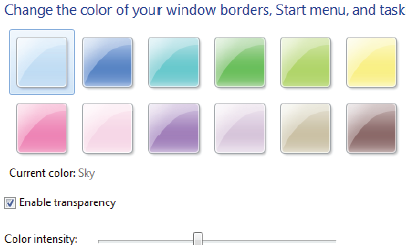 Change the color of your window borders, Start menu, and task
Current color: Sky
Enable transparency
Color intensity: